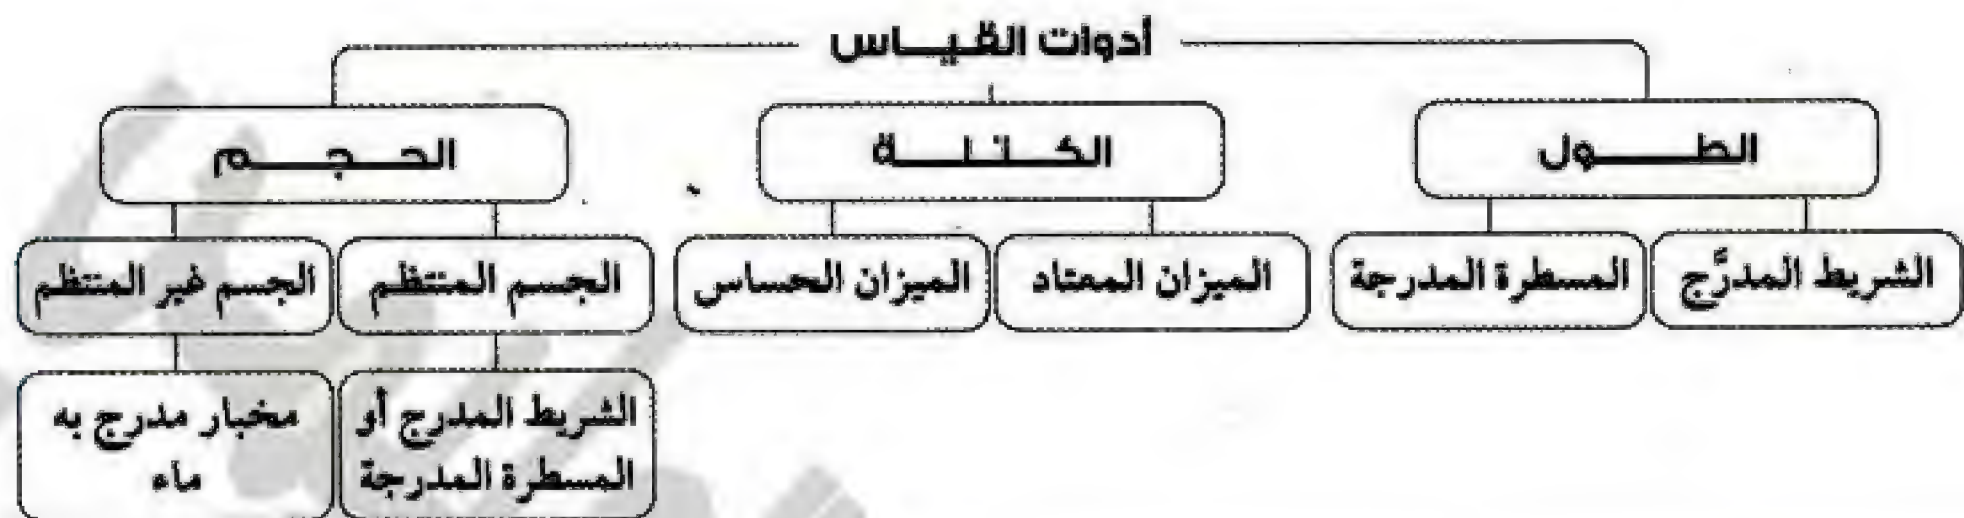 أدوات القياس
الطول
الكتلة
الحجم
الشريط المدرَّج
المسطرة المدرجة
الميزان المعتاد
الميزان الحساس
الجسم المنتظم
الجسم غير المنتظم
الشريط المدرج أو
المسطرة المدرجة
مخبار مدرج به
ماء